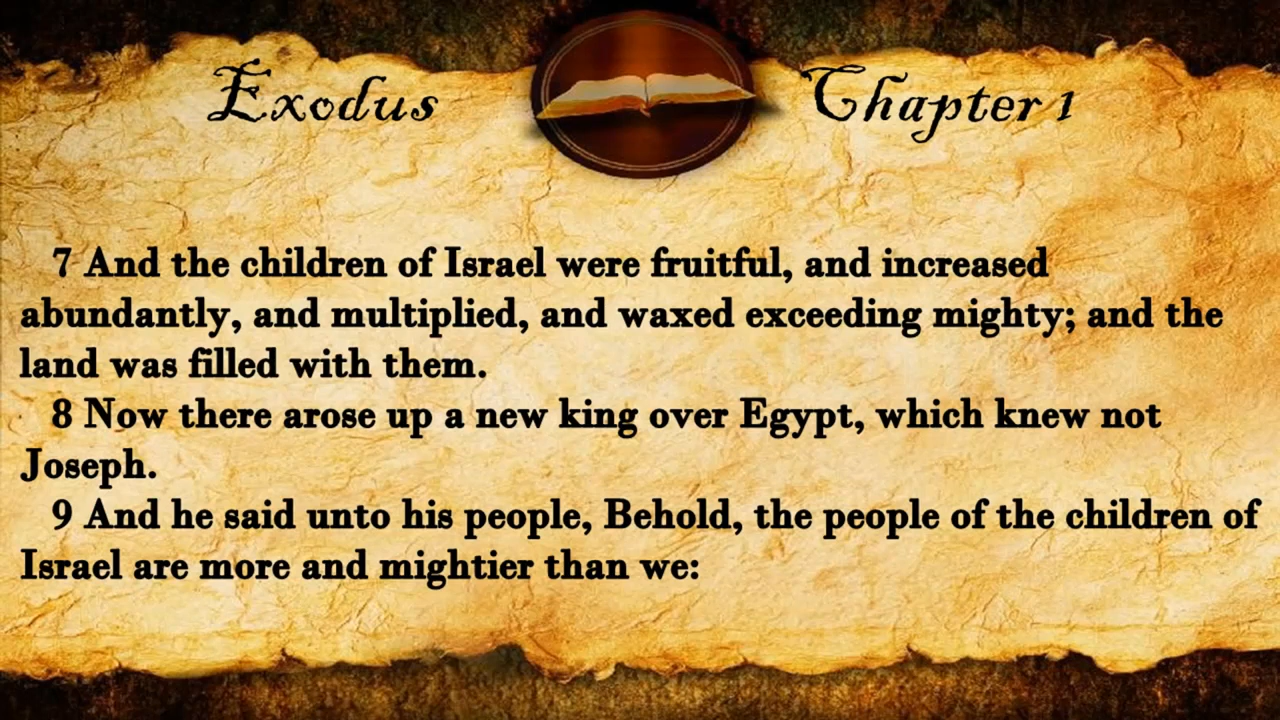 Exodus Chapter 1
7 And the children of Israel were fruitful, and increased
abundantly, and multiplied, and waxed exceeding mighty; and the
land was filled with them.
8 Now there arose up a new king over Egypt, which knew not
Joseph.
9 And he said unto his people, Behold, the people of the children of
Israel are more and mightier than we: